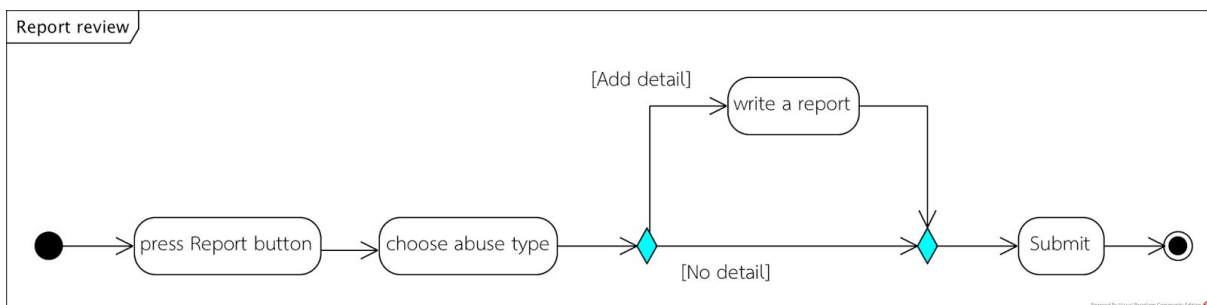 Report review
[Add detail]
write a report
press Report button
choose abuse type
[No detail]
Submit